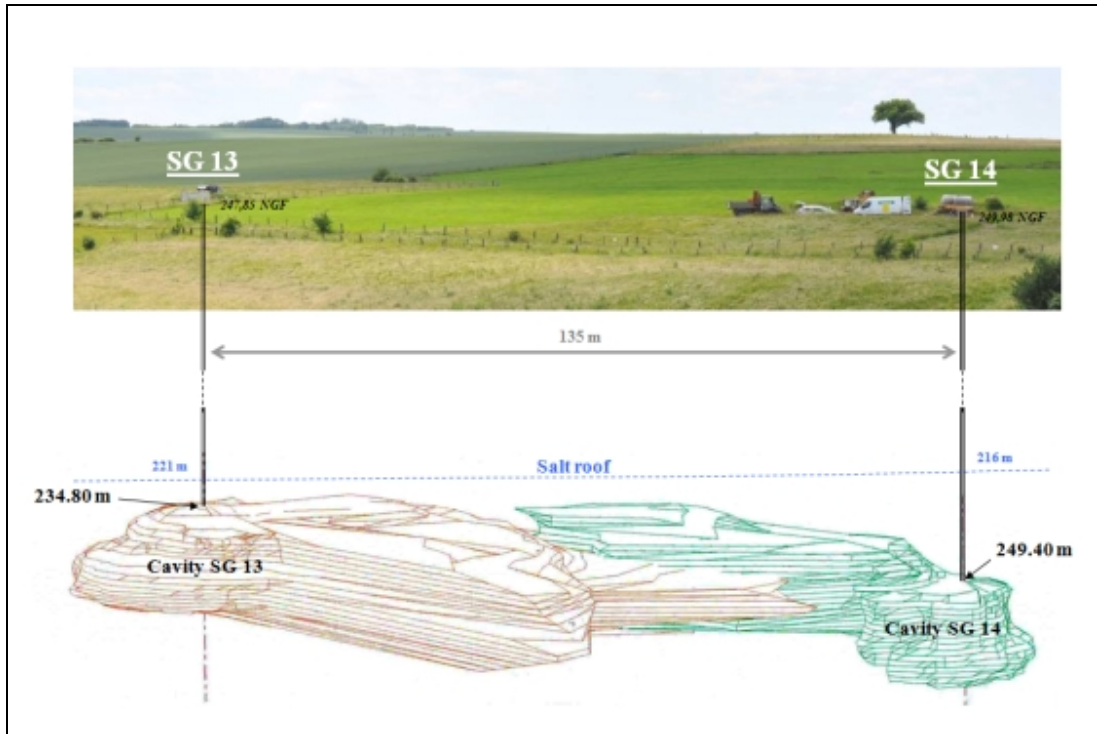 SG 13
SG 14
247,85 NGF
249,98 NGF
135 m
221 m
Salt roof
216 m
234.80 m
249.40 m
Cavity SG 13
Cavity SG 14